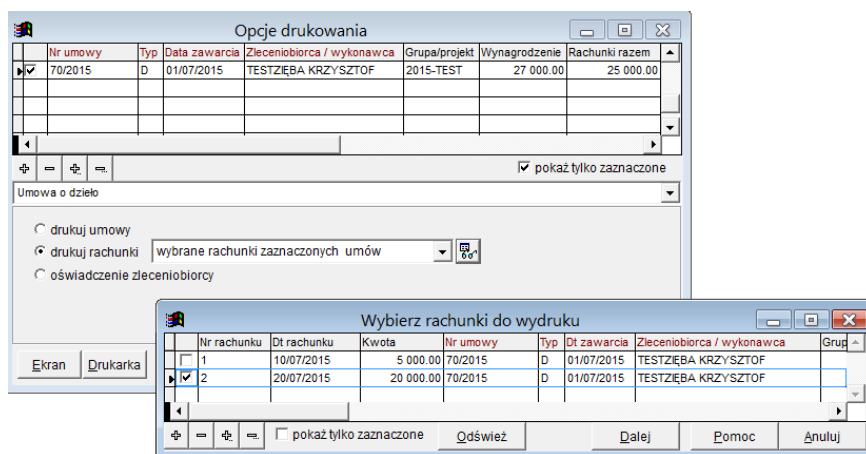 Opcje drukowania
Nr umowy Typ Data zawarcia Zleceniobiorca / wykonawca Grupa/projekt Wynagrodzenie Rachunki razem
70/2015 D 01/07/2015 TESTZIĘBA KRZYSZTOF 2015-TEST 27 000.00 25 000.00
pokaż tylko zaznaczone
Umowa o dzieło
drukuj umowy
drukuj rachunki wybrane rachunki zaznaczonych umów
oświadczenie zleceniobiorcy
Ekran Drukarka
Wybierz rachunki do wydruku
Nr rachunku Dt rachunku Kwota Nr umowy Typ Dt zawarcia Zleceniobiorca / wykonawca Grup
1 10/07/2015 5 000.00 70/2015 D 01/07/2015 TESTZIĘBA KRZYSZTOF
2 20/07/2015 20 000.00 70/2015 D 01/07/2015 TESTZIĘBA KRZYSZTOF
pokaż tylko zaznaczone Odśwież Dalej Pomoc Anuluj